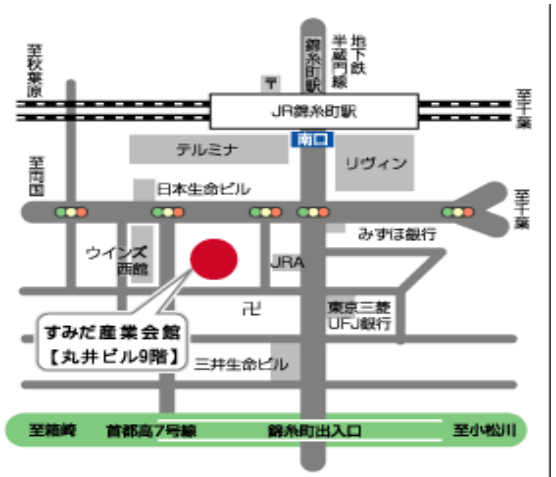 至秋葉原
錦糸町駅
地下鉄
半蔵門線
〒
JR錦糸町駅
至千葉
南口
テルミナ
リヴィン
至両国
日本生命ビル
至千葉
みずほ銀行
ウインズ
西館
JRA
卍
東京三菱
UFJ銀行
すみだ産業会館
【丸井ビル9階】
三井生命ビル
至箱崎
首都高7号線
錦糸町出入口
至小松川